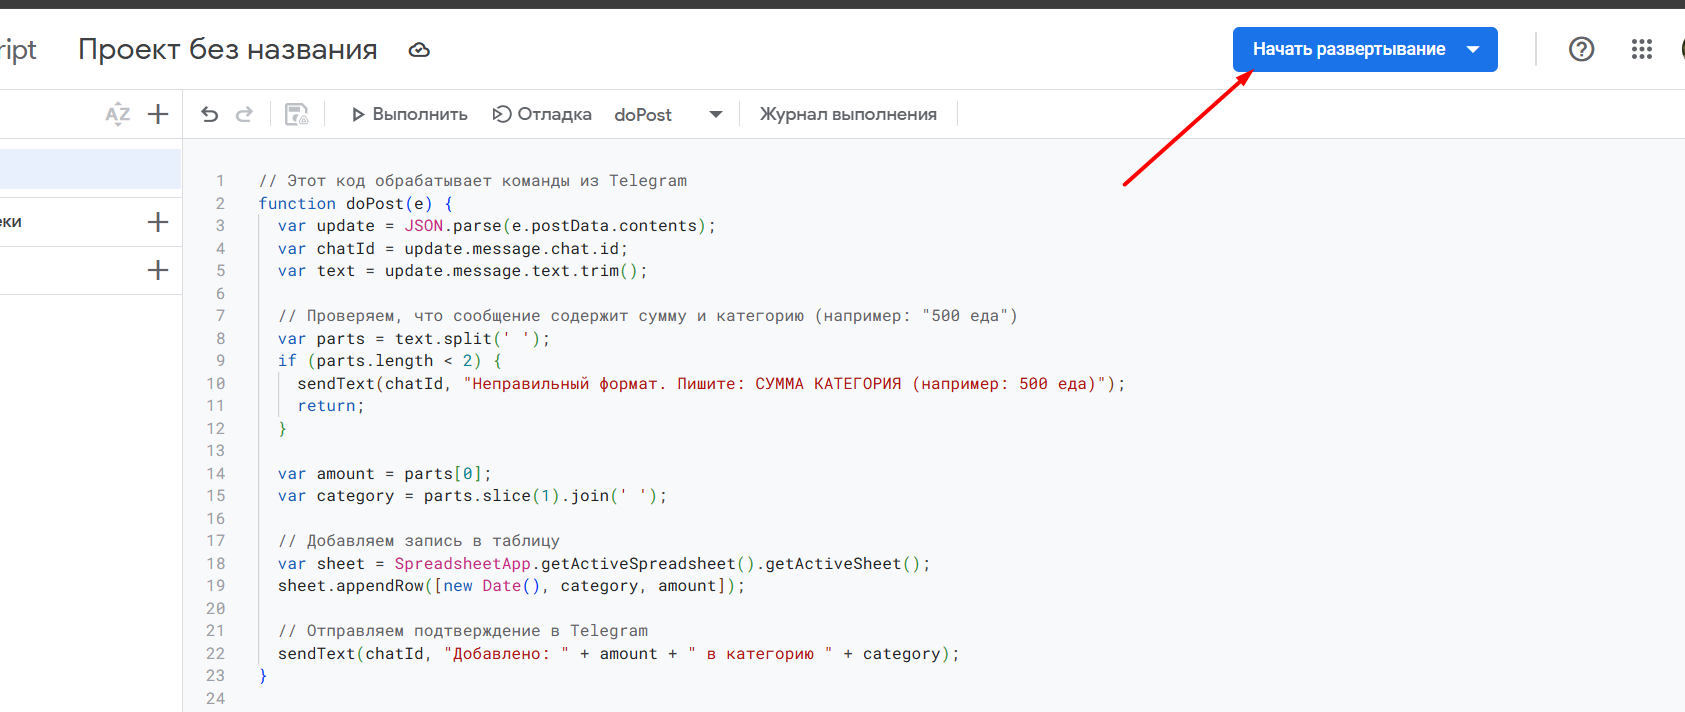 ript Проект без названия Начать развертывание
AZ Выполнить Отладка doPost Журнал выполнения
еки
1 // Этот код обрабатывает команды из Telegram
2 function doPost(e) {
3 var update = JSON.parse(e.postData.contents);
4 var chatId = update.message.chat.id;
5 var text = update.message.text.trim();
6
7 // Проверяем, что сообщение содержит сумму и категорию (например: "500 еда")
8 var parts = text.split(' ');
9 if (parts.length < 2) {
10 sendText(chatId, "Неправильный формат. Пишите: СУММА КАТЕГОРИЯ (например: 500 еда)");
11 return;
12 }
13
14 var amount = parts[0];
15 var category = parts.slice(1).join(' ');
16
17 // Добавляем запись в таблицу
18 var sheet = SpreadsheetApp.getActiveSpreadsheet().getActiveSheet();
19 sheet.appendRow([new Date(), category, amount]);
20
21 // Отправляем подтверждение в Telegram
22 sendText(chatId, "Добавлено: " + amount + " в категорию " + category);
23 }
24